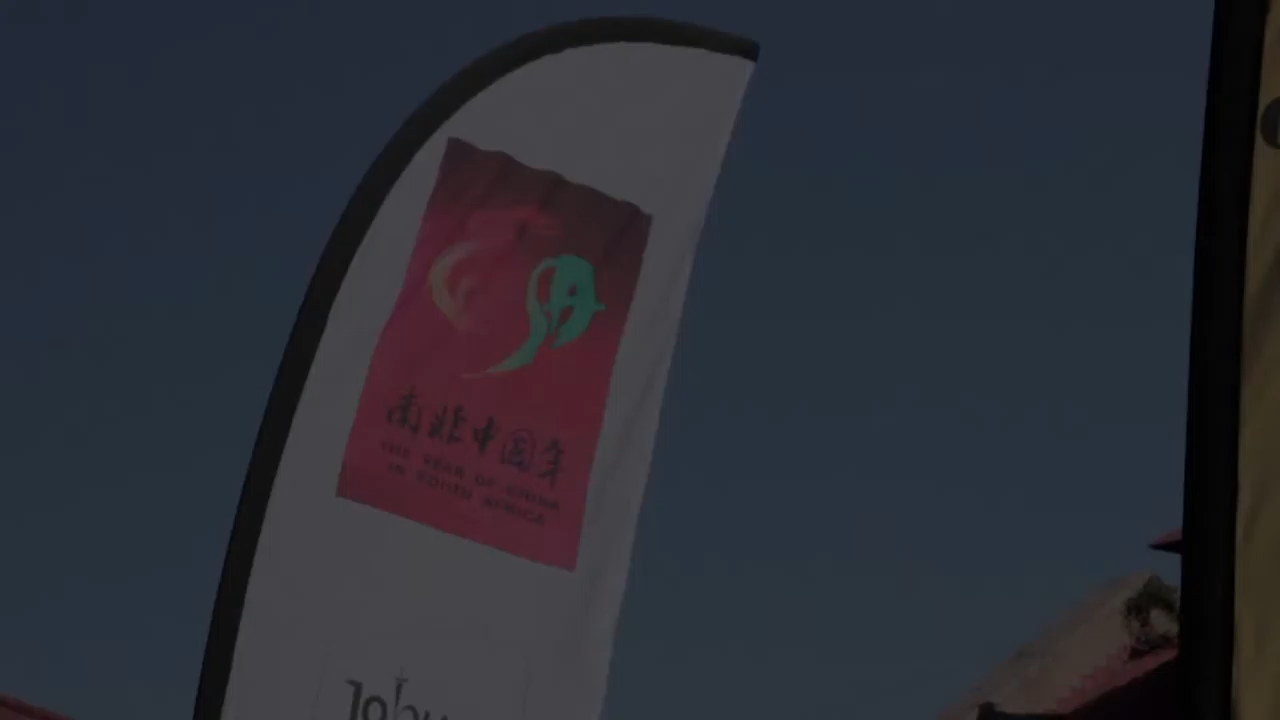 南非中国年
THE YEAR OF CHINA
IN SOUTH AFRICA